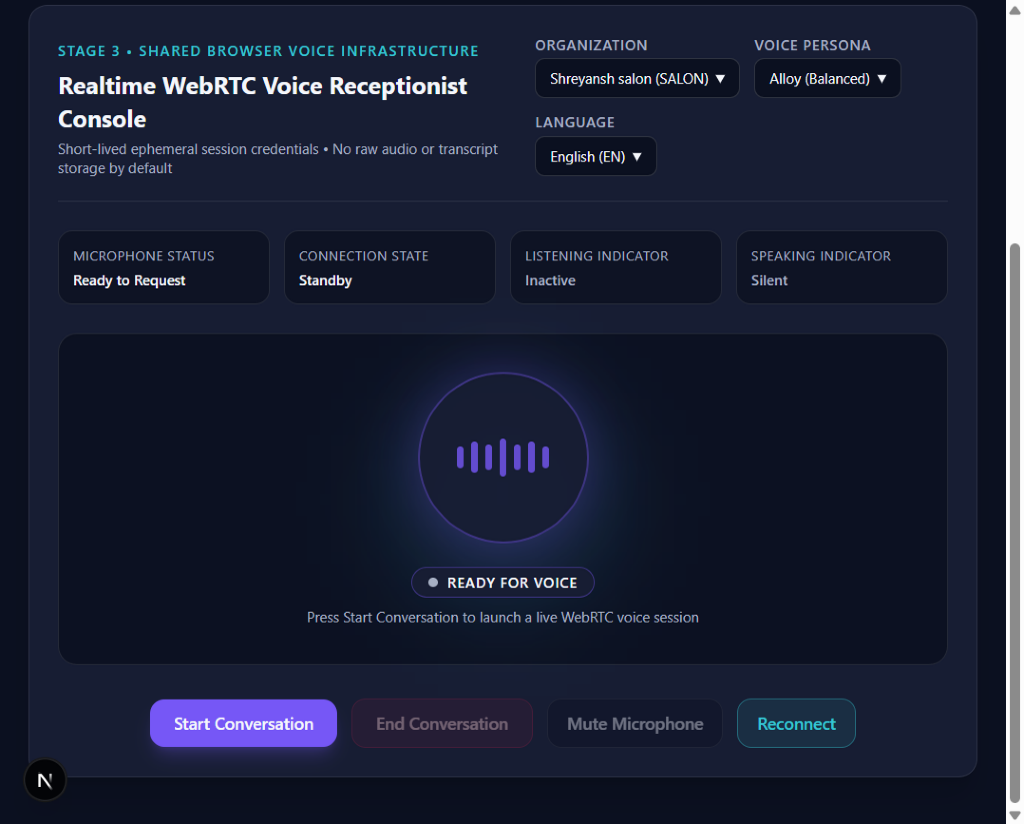 STAGE 3 • SHARED BROWSER VOICE INFRASTRUCTURE
Realtime WebRTC Voice Receptionist
Console
Short-lived ephemeral session credentials • No raw audio or transcript
storage by default
ORGANIZATION
Shreyansh salon (SALON) ▼
VOICE PERSONA
Alloy (Balanced) ▼
LANGUAGE
English (EN) ▼
MICROPHONE STATUS
Ready to Request
CONNECTION STATE
Standby
LISTENING INDICATOR
Inactive
SPEAKING INDICATOR
Silent
READY FOR VOICE
Press Start Conversation to launch a live WebRTC voice session
Start Conversation
End Conversation
Mute Microphone
Reconnect
N